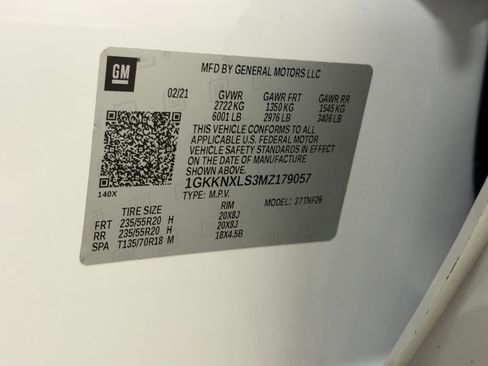 GM
MFD BY GENERAL MOTORS LLC
02/21 GVWR GAWR FRT GAWR RR
2722 KG 1350 KG 1545 KG
6001 LB 2976 LB 3406 LB
THIS VEHICLE CONFORMS TO ALL
APPLICABLE U.S. FEDERAL MOTOR
VEHICLE SAFETY STANDARDS IN
EFFECT ON THE DATE OF MANUFACTURE
SHOWN ABOVE.
1GKKNXLS3MZ179057
140X TYPE: M.P.V. MODEL: 37TNF26
TIRE SIZE RIM
FRT 235/55R20 H 20X8J
RR 235/55R20 H 20X8J
SPA T135/70R18 M 18X4.5B